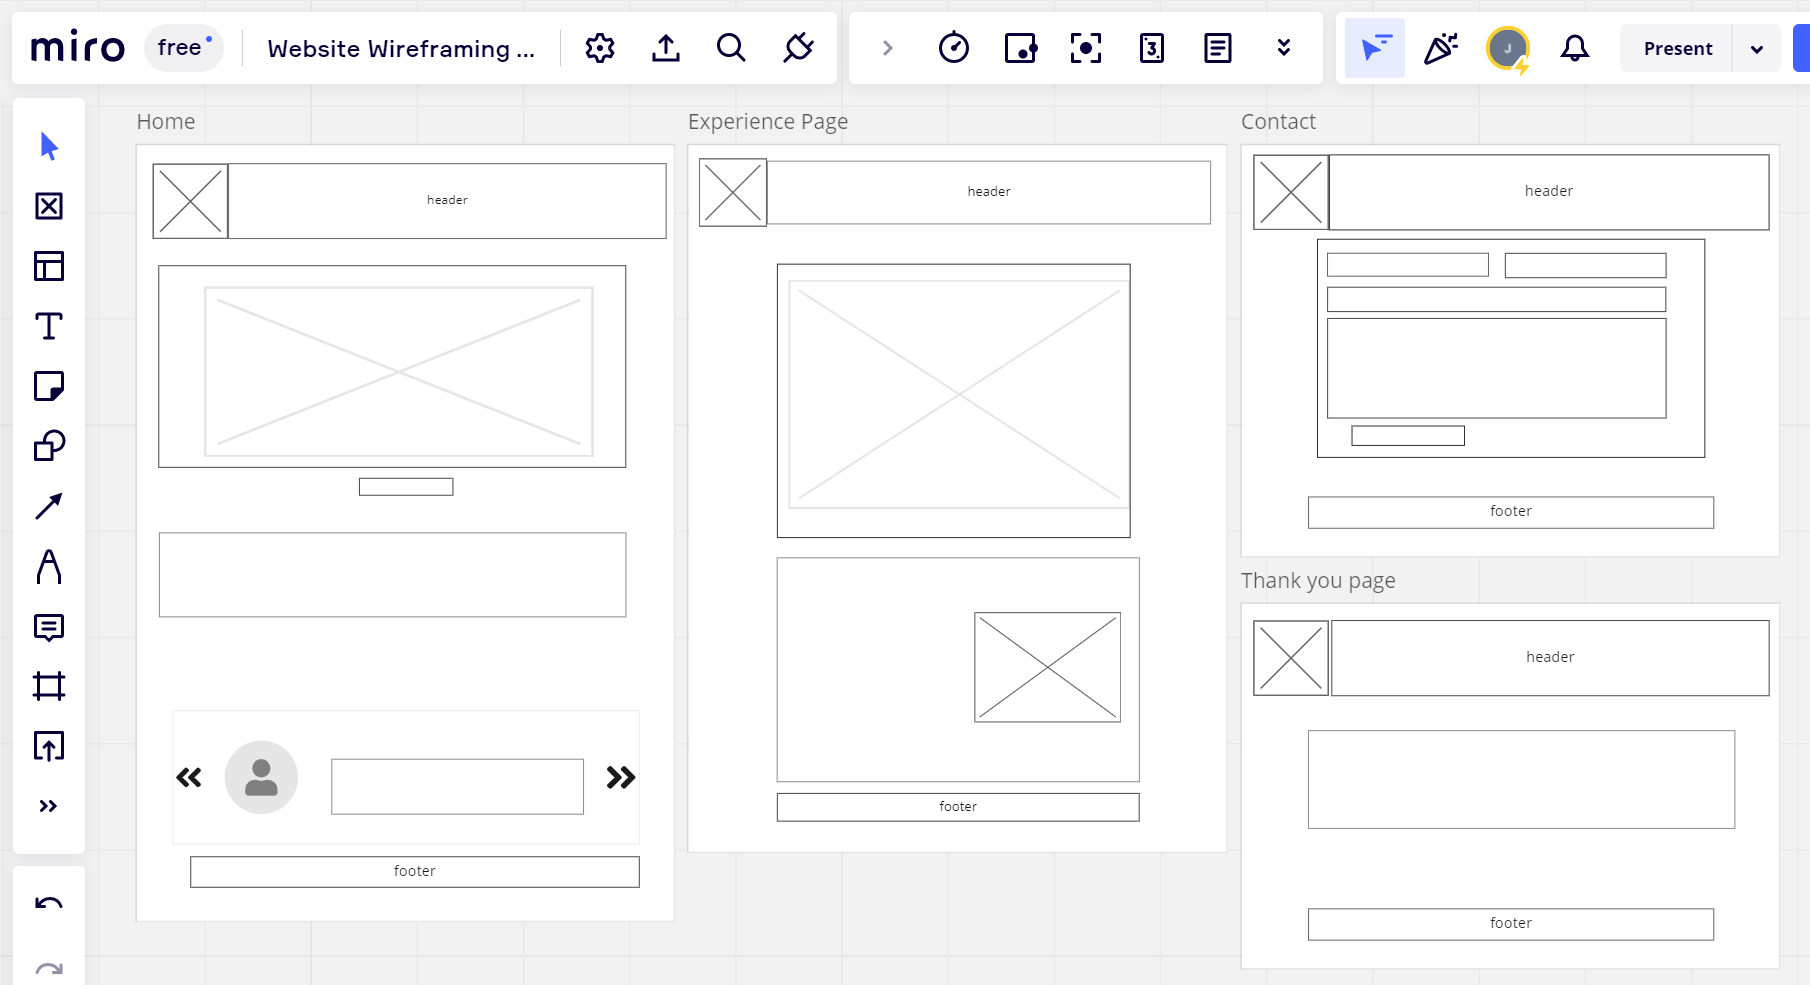 miro
free
Website Wireframing ...
3
J
Present
Home
header
footer
Experience Page
header
footer
Contact
header
footer
Thank you page
header
footer